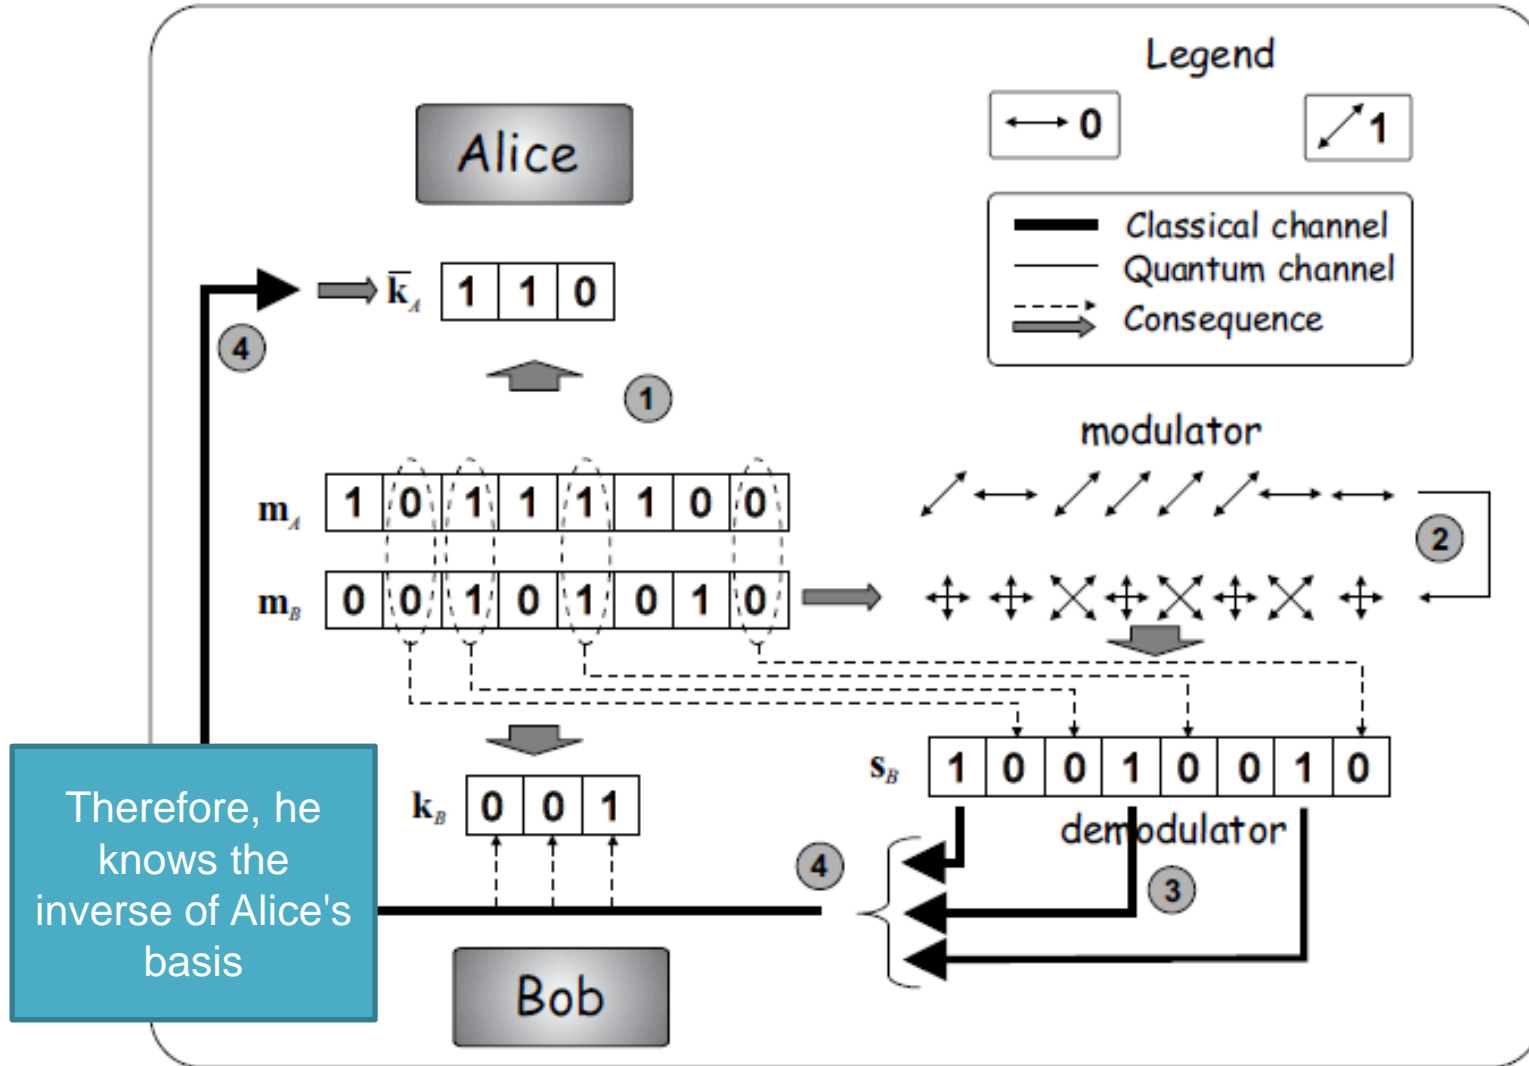 Legend
0
1
Alice
Classical channel
Quantum channel
Consequence
k̅A 1 1 0
4
1
modulator
mA 1 0 1 1 1 1 0 0
2
mB 0 0 1 0 1 0 1 0
sB 1 0 0 1 0 0 1 0
kB 0 0 1
demodulator
4
3
Therefore, he
knows the
inverse of Alice's
basis
Bob